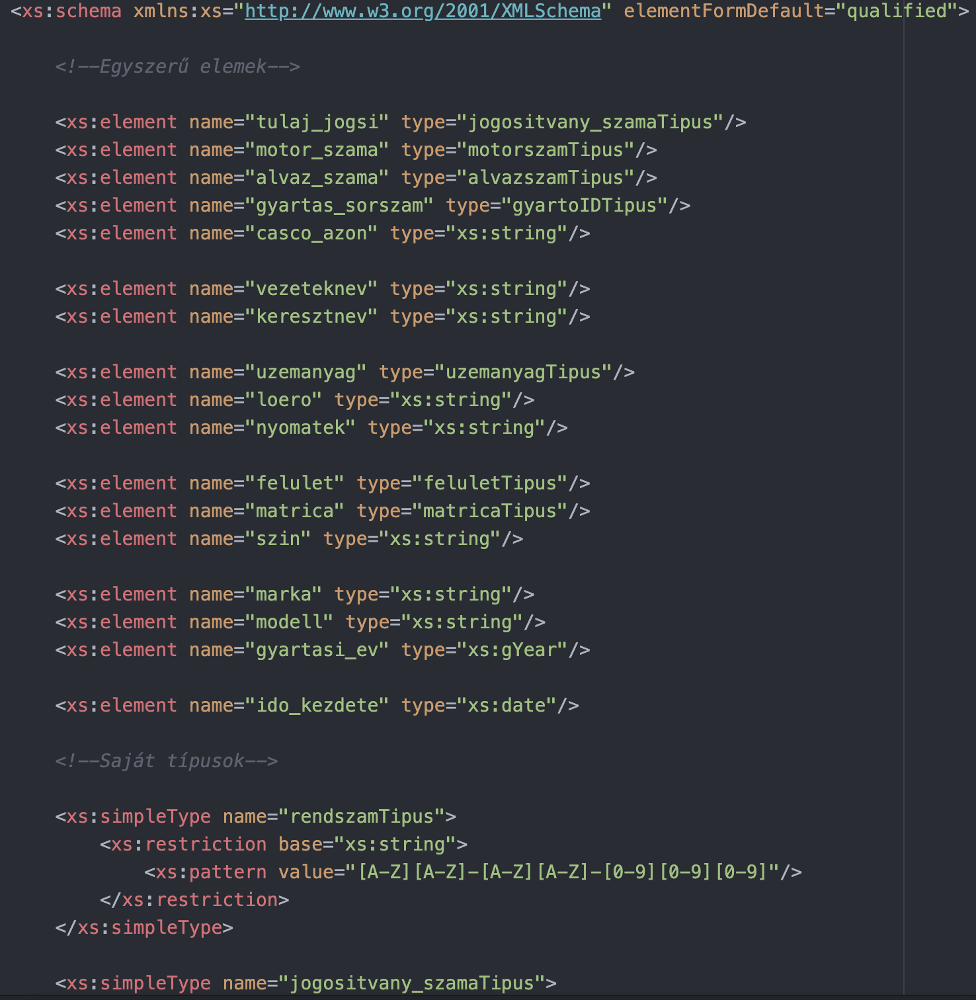 <xs:schema xmlns:xs="http://www.w3.org/2001/XMLSchema" elementFormDefault="qualified">
<!--Egyszerű elemek-->
<xs:element name="tulaj_jogsi" type="jogositvany_szamaTipus"/>
<xs:element name="motor_szama" type="motorszamTipus"/>
<xs:element name="alvaz_szama" type="alvazszamTipus"/>
<xs:element name="gyartas_sorszam" type="gyartoIDTipus"/>
<xs:element name="casco_azon" type="xs:string"/>
<xs:element name="vezeteknev" type="xs:string"/>
<xs:element name="keresztnev" type="xs:string"/>
<xs:element name="uzemanyag" type="uzemanyagTipus"/>
<xs:element name="loero" type="xs:string"/>
<xs:element name="nyomatek" type="xs:string"/>
<xs:element name="felulet" type="feluletTipus"/>
<xs:element name="matrica" type="matricaTipus"/>
<xs:element name="szin" type="xs:string"/>
<xs:element name="marka" type="xs:string"/>
<xs:element name="modell" type="xs:string"/>
<xs:element name="gyartasi_ev" type="xs:gYear"/>
<xs:element name="ido_kezdete" type="xs:date"/>
<!--Saját típusok-->
<xs:simpleType name="rendszamTipus">
<xs:restriction base="xs:string">
<xs:pattern value="[A-Z][A-Z]-[A-Z][A-Z]-[0-9][0-9][0-9]"/>
</xs:restriction>
</xs:simpleType>
<xs:simpleType name="jogositvany_szamaTipus">